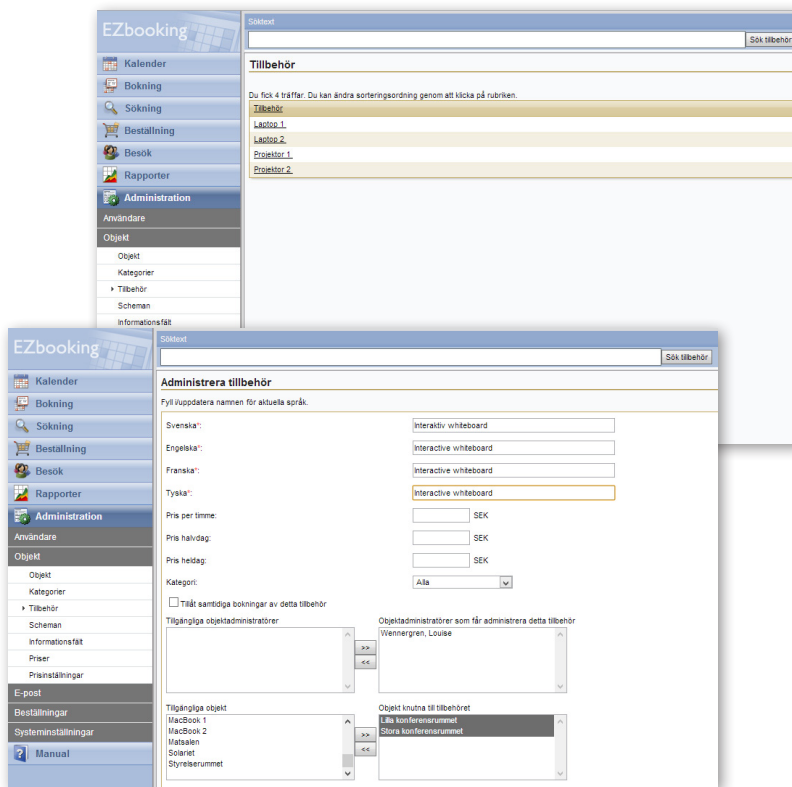 EZbooking
Söktext
Sök tillbehör
Kalender
Bokning
Sökning
Beställning
Besök
Rapporter
Administration
Användare
Objekt
Objekt
Kategorier
Tillbehör
Scheman
Informationsfält
Tillbehör
Du fick 4 träffar. Du kan ändra sorteringsordning genom att klicka på rubriken.
Tillbehör
Laptop 1
Laptop 2
Projektor 1
Projektor 2
EZbooking
Söktext
Sök tillbehör
Kalender
Bokning
Sökning
Beställning
Besök
Rapporter
Administration
Användare
Objekt
Objekt
Kategorier
Tillbehör
Scheman
Informationsfält
Priser
Prisinställningar
E-post
Beställningar
Systeminställningar
Manual
Administrera tillbehör
Fyll i/uppdatera namnen för aktuella språk.
Svenska*: Interaktiv whiteboard
Engelska*: Interactive whiteboard
Franska*: Interactive whiteboard
Tyska*: Interactive whiteboard
Pris per timme: SEK
Pris halvdag: SEK
Pris heldag: SEK
Kategori: Alla
Tillåt samtidiga bokningar av detta tillbehör
Tillgängliga objektadministratörer
>>
<<
Objektadministratörer som får administrera detta tillbehör
Wennergren, Louise
Tillgängliga objekt
MacBook 1
MacBook 2
Matsalen
Solariet
Styrelserummet
>>
<<
Objekt knutna till tillbehöret
Lilla konferensrummet
Stora konferensrummet